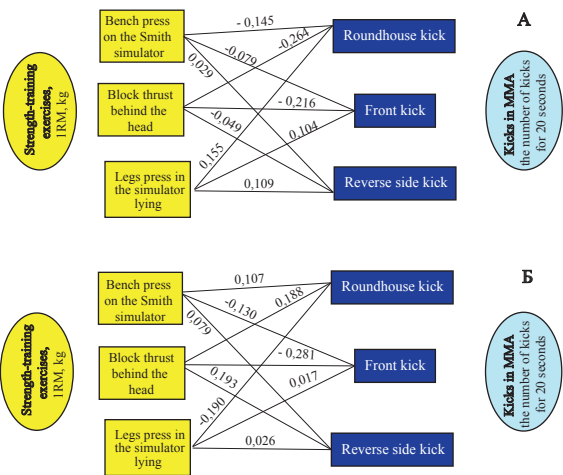 А
Strength-training
exercises,
1RM, kg
Bench press
on the Smith
simulator
Block thrust
behind the
head
Legs press in
the simulator
lying
- 0,145
-0,079
0,029
-0,264
- 0,216
-0,049
0,155
0,104
0,109
Roundhouse kick
Front kick
Reverse side kick
Kicks in MMA
the number of kicks
for 20 seconds
Б
Strength-training
exercises,
1RM, kg
Bench press
on the Smith
simulator
Block thrust
behind the
head
Legs press in
the simulator
lying
0,107
-0,130
0,079
0,188
- 0,281
0,193
-0,190
0,017
0,026
Roundhouse kick
Front kick
Reverse side kick
Kicks in MMA
the number of kicks
for 20 seconds